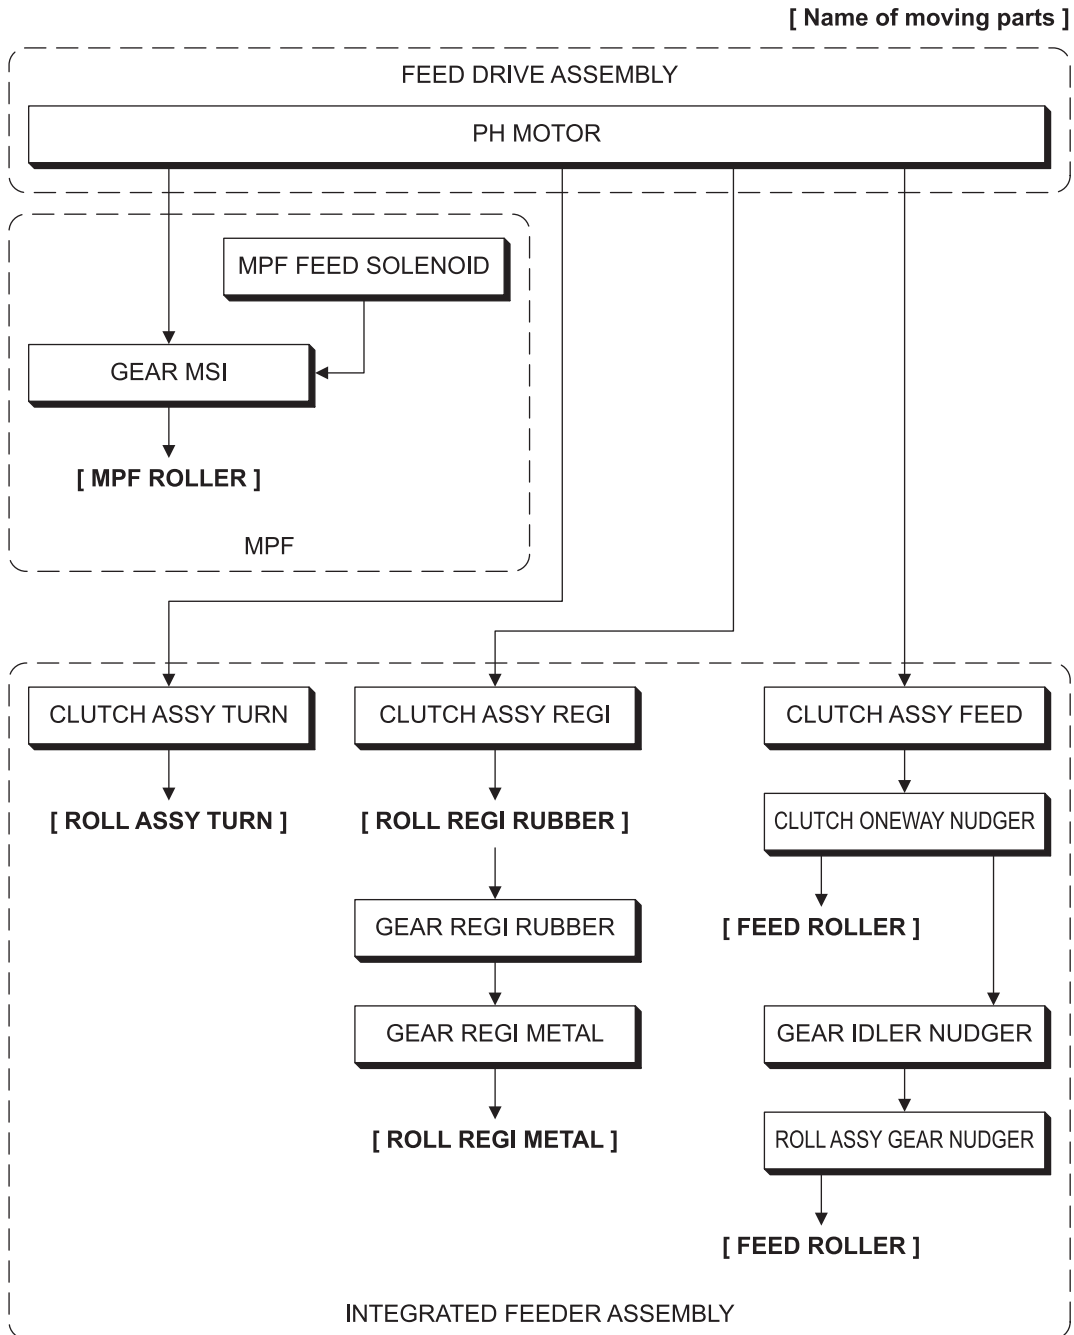 [ Name of moving parts ]
FEED DRIVE ASSEMBLY
PH MOTOR
MPF FEED SOLENOID
GEAR MSI
[ MPF ROLLER ]
MPF
CLUTCH ASSY TURN
CLUTCH ASSY REGI
CLUTCH ASSY FEED
[ ROLL ASSY TURN ]
[ ROLL REGI RUBBER ]
CLUTCH ONEWAY NUDGER
GEAR REGI RUBBER
[ FEED ROLLER ]
GEAR REGI METAL
GEAR IDLER NUDGER
[ ROLL REGI METAL ]
ROLL ASSY GEAR NUDGER
[ FEED ROLLER ]
INTEGRATED FEEDER ASSEMBLY